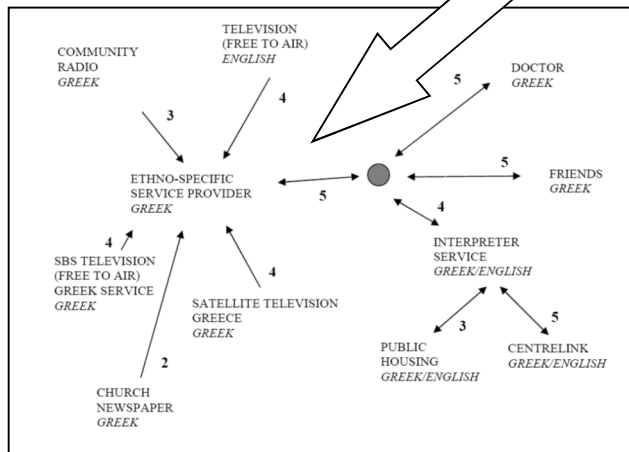 TELEVISION
(FREE TO AIR)
ENGLISH
COMMUNITY
RADIO
GREEK
DOCTOR
GREEK
5
4
3
ETHNO-SPECIFIC
SERVICE PROVIDER
GREEK
5
5
FRIENDS
GREEK
4
INTERPRETER
SERVICE
GREEK/ENGLISH
4
SBS TELEVISION
(FREE TO AIR)
GREEK SERVICE
GREEK
4
SATELLITE TELEVISION
GREECE
GREEK
3
5
PUBLIC
HOUSING
GREEK/ENGLISH
CENTRELINK
GREEK/ENGLISH
2
CHURCH
NEWSPAPER
GREEK